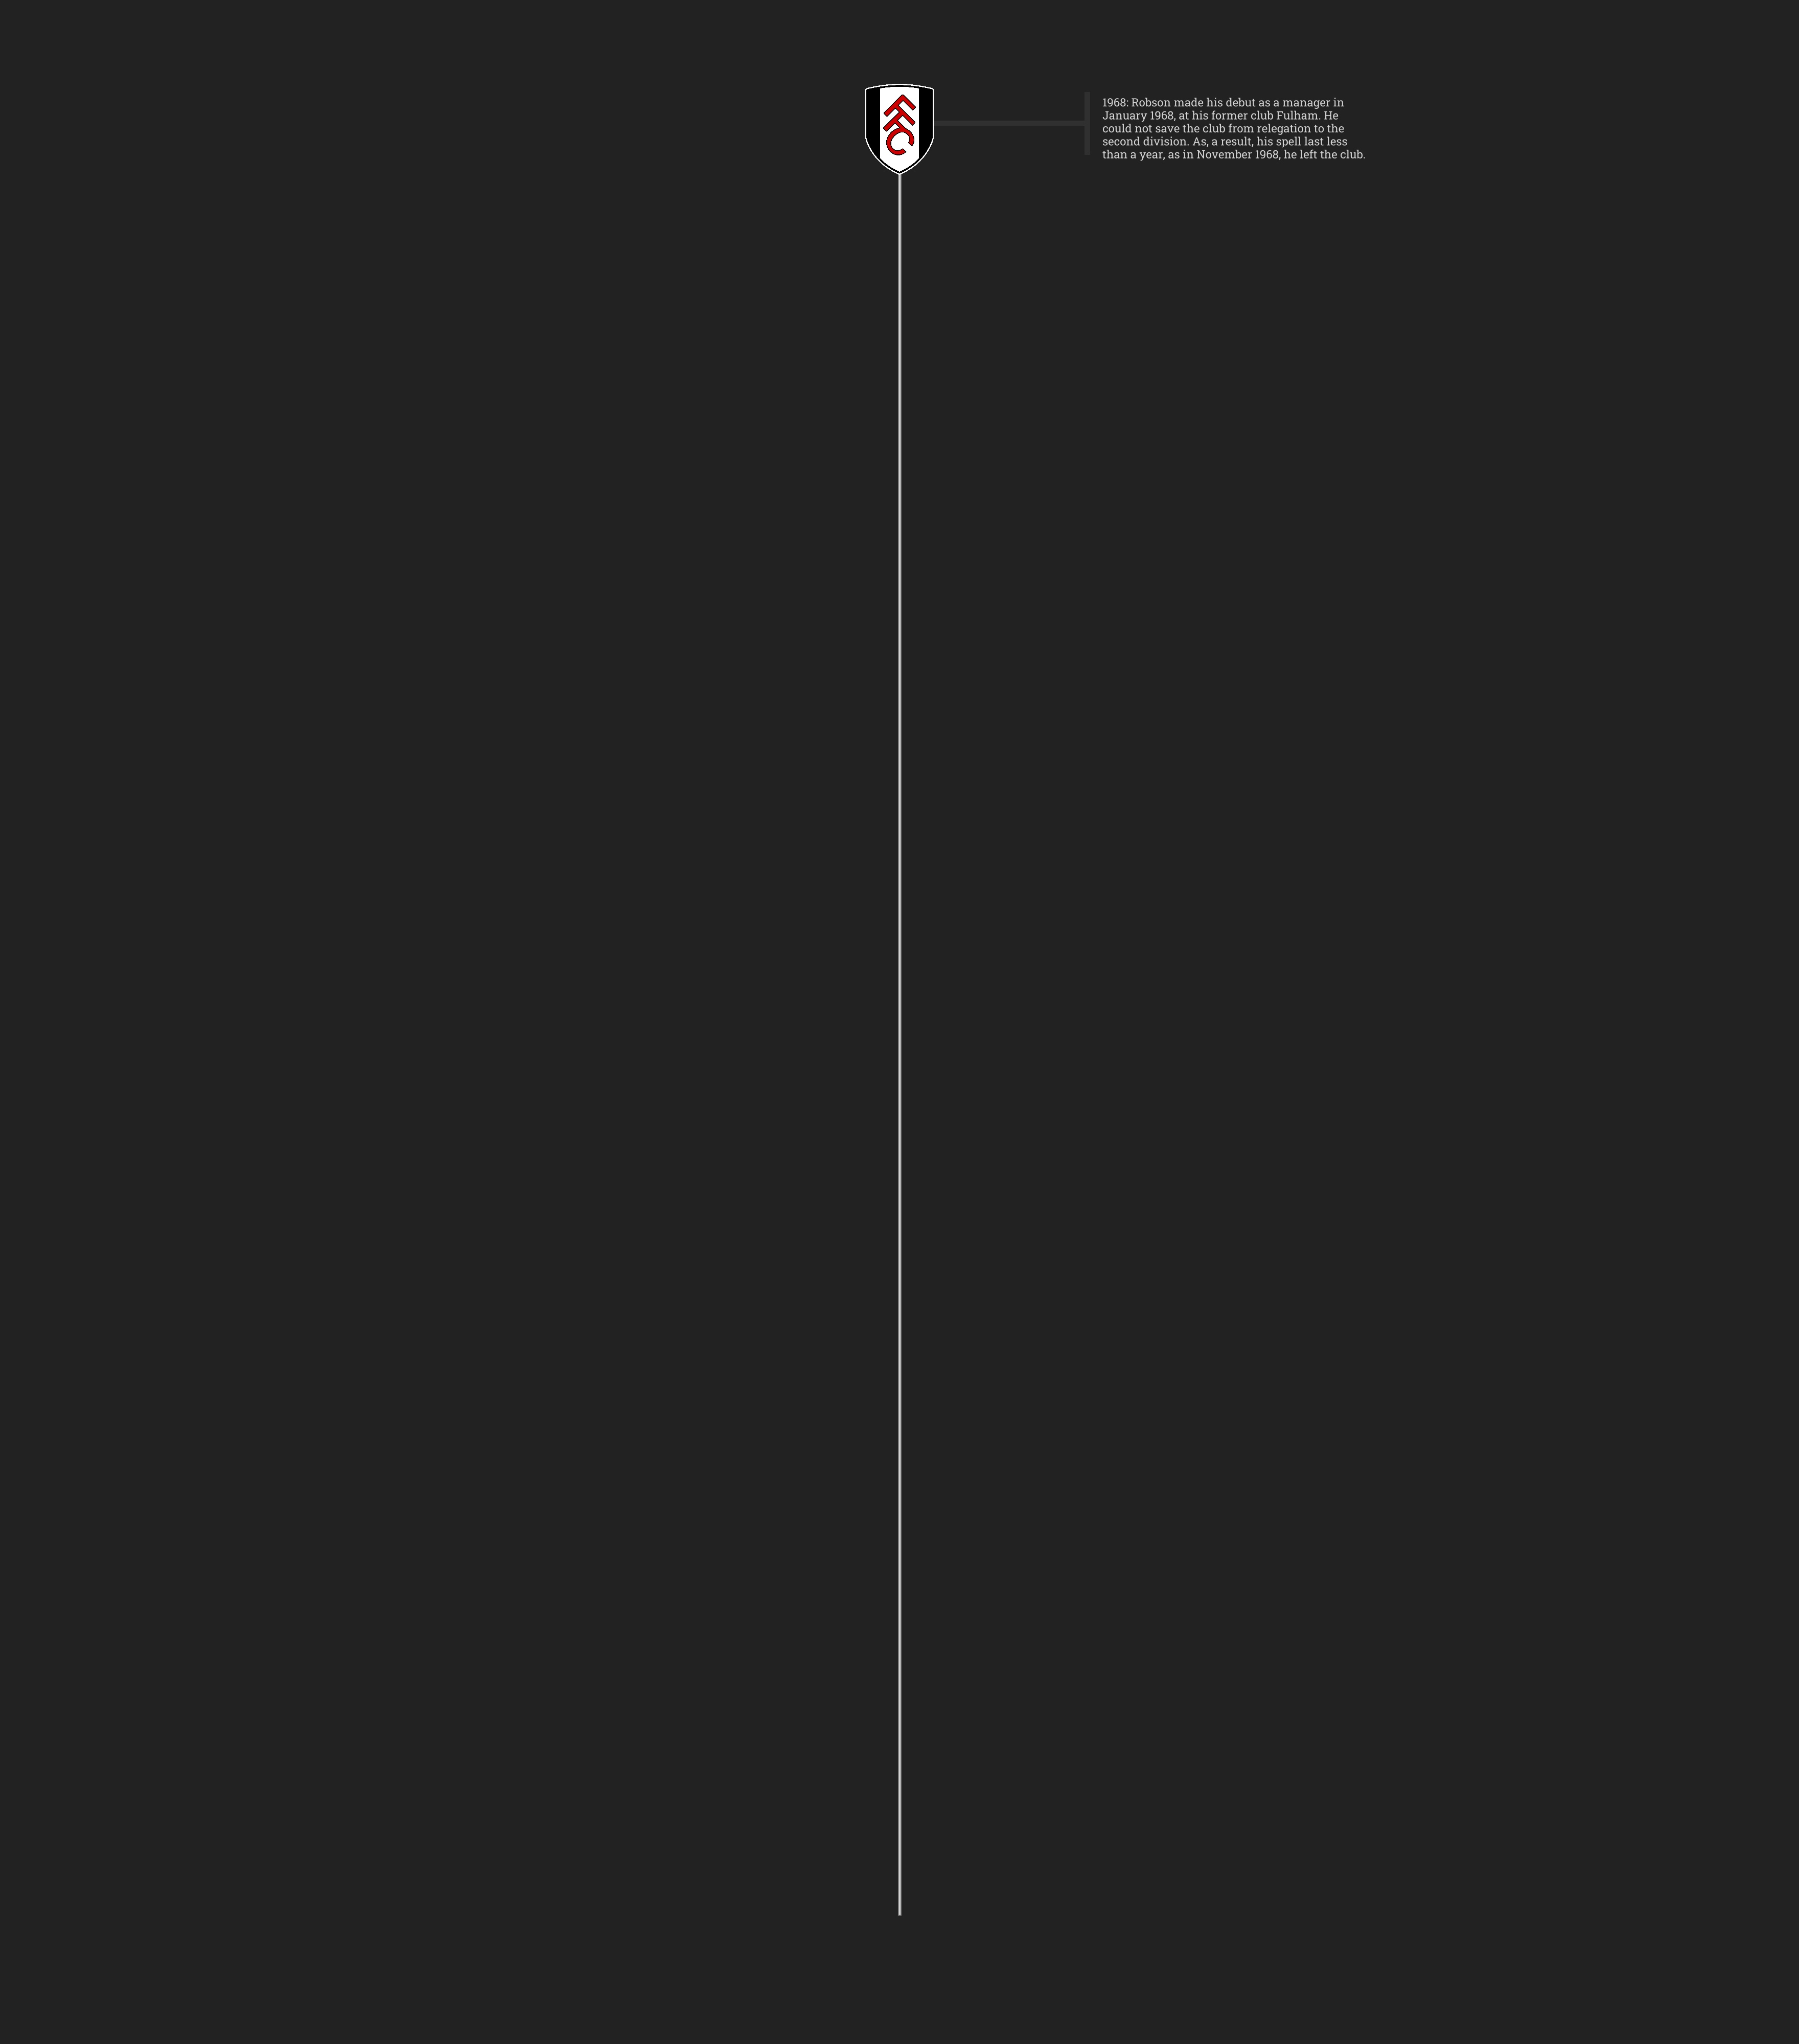 1968: Robson made his debut as a manager in
January 1968, at his former club Fulham. He
could not save the club from relegation to the
second division. As, a result, his spell last less
than a year, as in November 1968, he left the club.